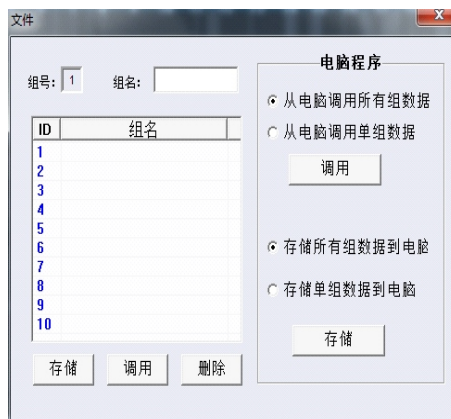 文件
组号: 1 组名:
ID 组名
1
2
3
4
5
6
7
8
9
10
存储 调用 删除
电脑程序
从电脑调用所有组数据
从电脑调用单组数据
调用
存储所有组数据到电脑
存储单组数据到电脑
存储